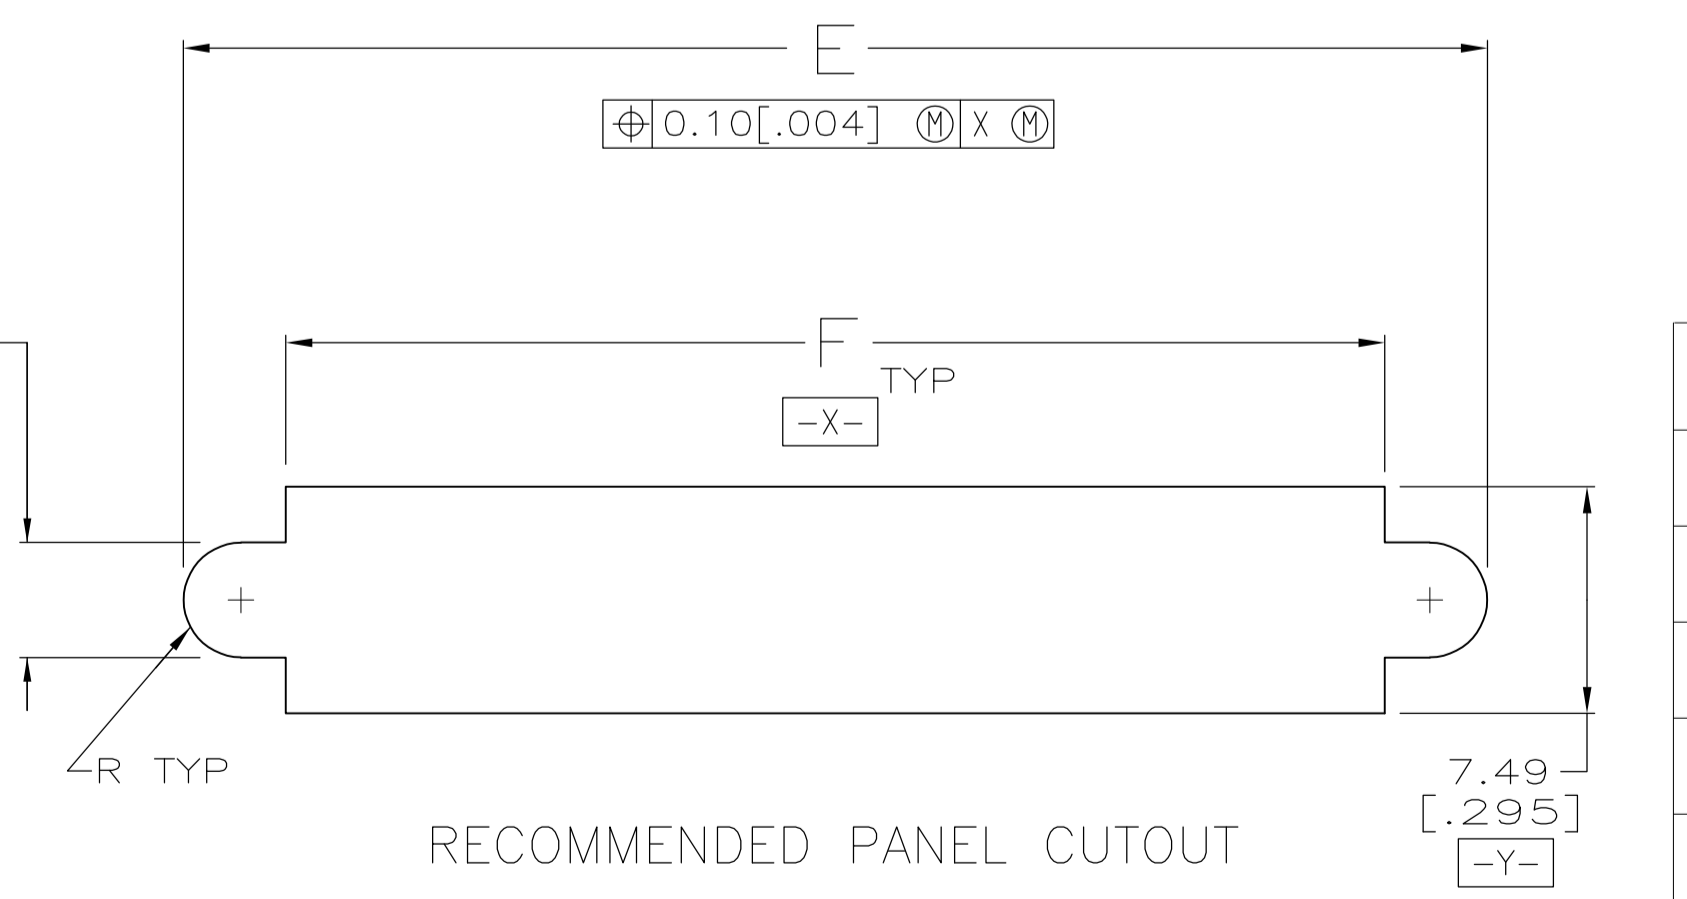 E
⌖ 0.10[.004] Ⓜ X Ⓜ
F
TYP
-X-
R TYP
7.49
[.295]
-Y-
RECOMMENDED PANEL CUTOUT